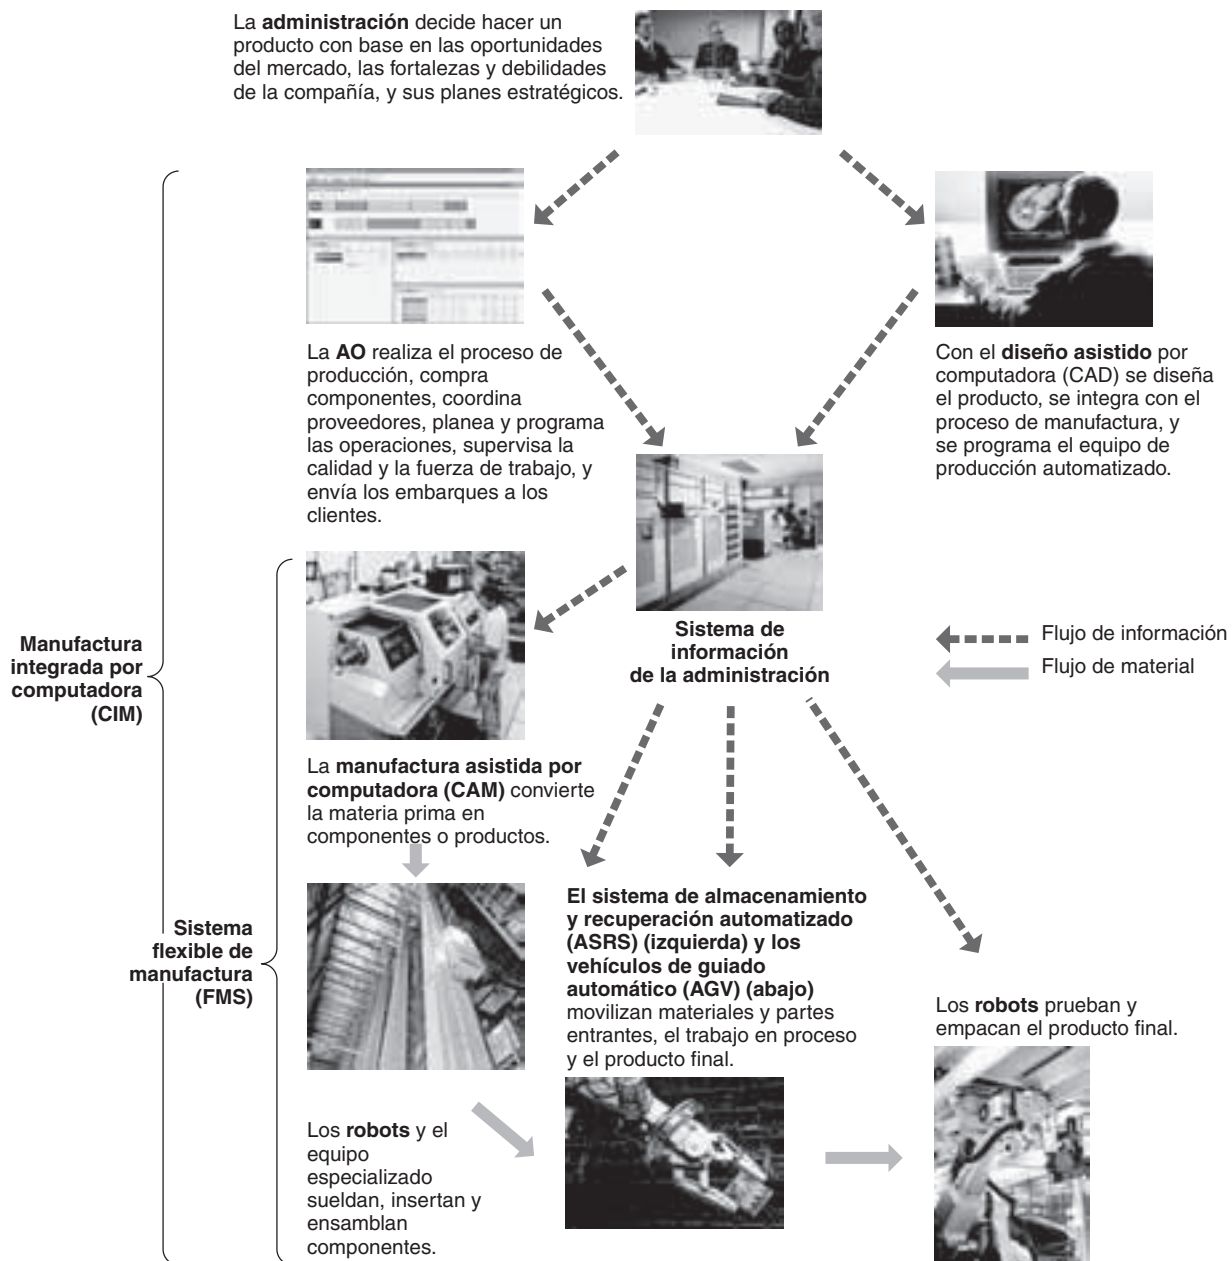 La administración decide hacer un
producto con base en las oportunidades
del mercado, las fortalezas y debilidades
de la compañía, y sus planes estratégicos.
La AO realiza el proceso de
producción, compra
componentes, coordina
proveedores, planea y programa
las operaciones, supervisa la
calidad y la fuerza de trabajo, y
envía los embarques a los
clientes.
Con el diseño asistido por
computadora (CAD) se diseña
el producto, se integra con el
proceso de manufactura, y
se programa el equipo de
producción automatizado.
Sistema de
información
de la administración
Flujo de información
Flujo de material
Manufactura
integrada por
computadora
(CIM)
La manufactura asistida por
computadora (CAM) convierte
la materia prima en
componentes o productos.
Sistema
flexible de
manufactura
(FMS)
El sistema de almacenamiento
y recuperación automatizado
(ASRS) (izquierda) y los
vehículos de guiado
automático (AGV) (abajo)
movilizan materiales y partes
entrantes, el trabajo en proceso
y el producto final.
Los robots prueban y
empacan el producto final.
Los robots y el
equipo
especializado
sueldan, insertan y
ensamblan
componentes.